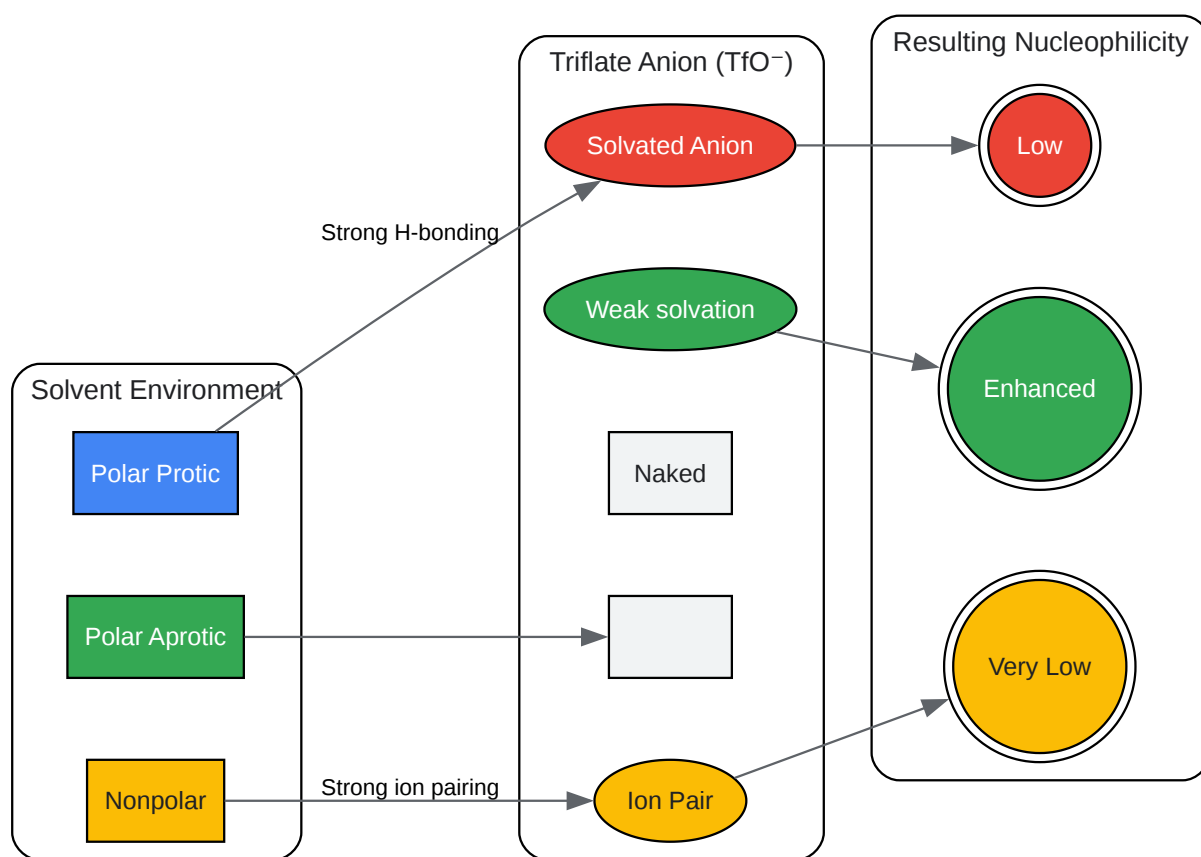 Solvent Environment
Polar Protic
Polar Aprotic
Nonpolar
Strong H-bonding
Strong ion pairing
Triflate Anion (TfO⁻)
Solvated Anion
Weak solvation
Naked
Ion Pair
Resulting Nucleophilicity
Low
Enhanced
Very Low